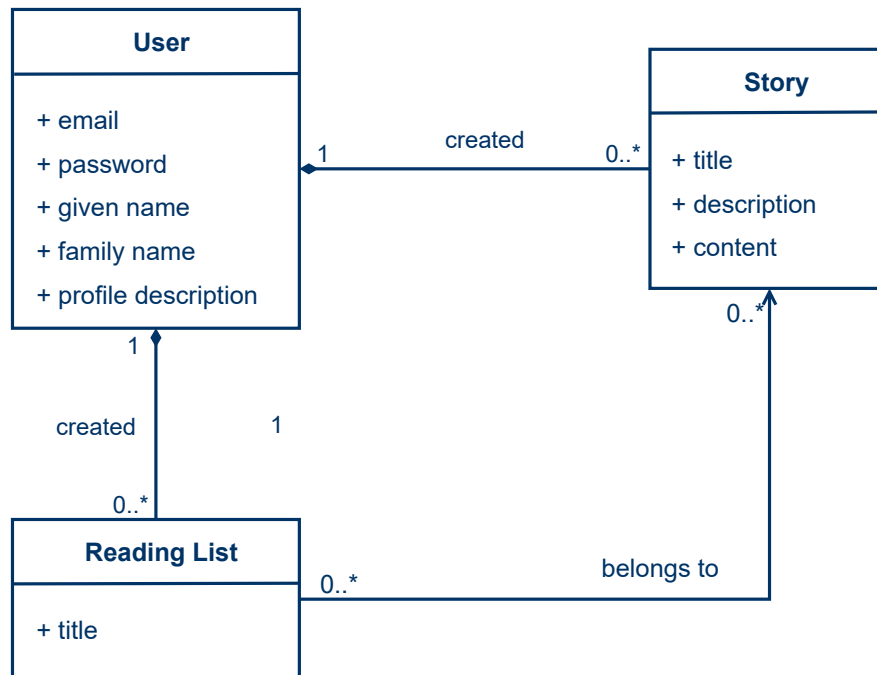 User
+ email
+ password
+ given name
+ family name
+ profile description
1
created
0..*
Story
+ title
+ description
+ content
0..*
1
created
1
0..*
Reading List
+ title
0..*
belongs to